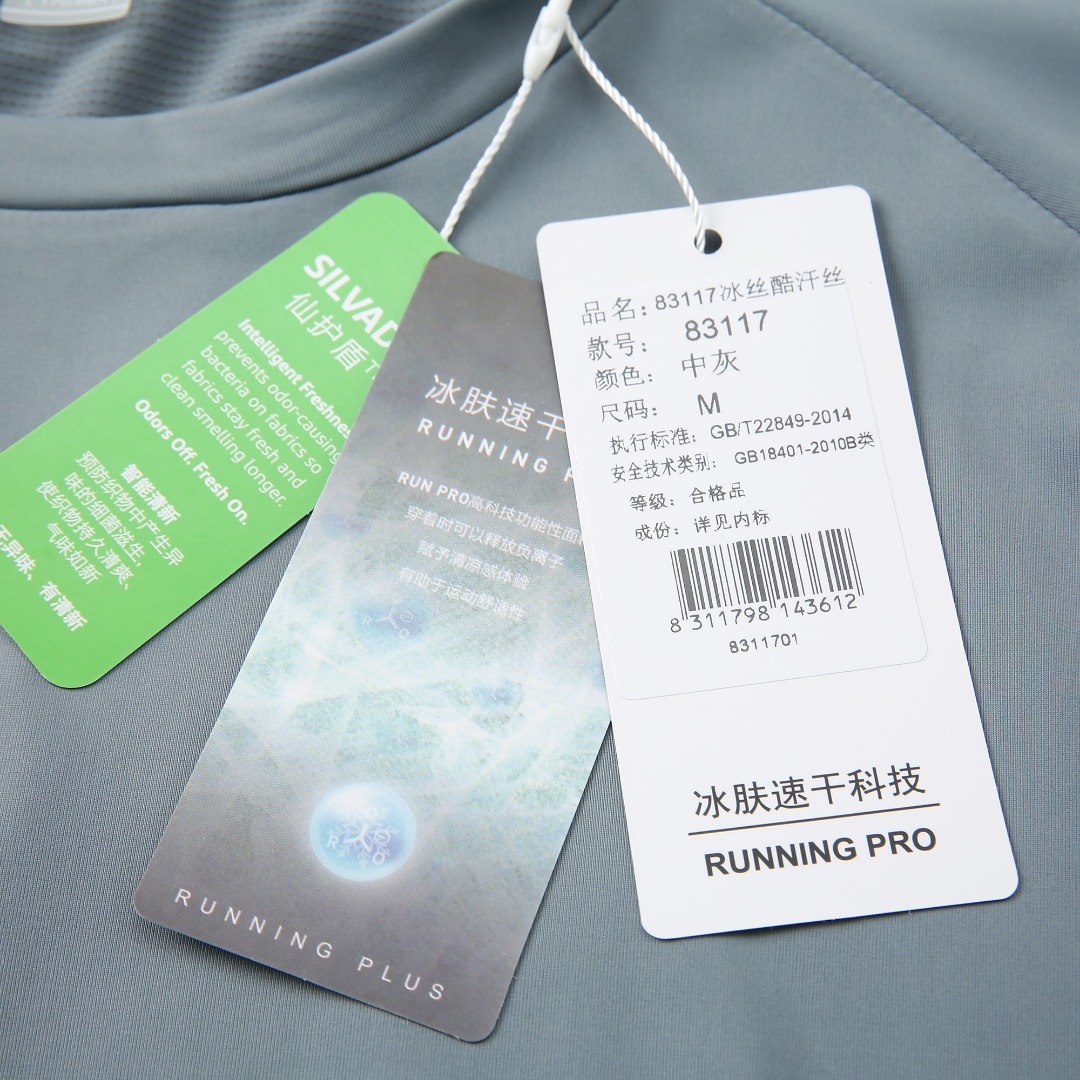 SILVAD
仙护盾
Intelligent Freshne
prevents odor-causing
bacteria on fabrics so
fabrics stay fresh and
clean smelling longer.
Odors Off. Fresh On.
智能清新
预防织物中产生异
味的细菌滋生,
使织物持久清爽、
气味如新
无异味、有清新
冰肤速干
RUNNING P
RUN PRO高科技功能性面
穿着时可以释放负离子
赋予清凉感体验
有助于运动舒适性
RUNNING PLUS
品名: 83117冰丝酷汗丝
款号: 83117
颜色: 中灰
尺码: M
执行标准: GB/T22849-2014
安全技术类别: GB18401-2010B类
等级: 合格品
成份: 详见内标
8 311798 143612
8311701
冰肤速干科技
RUNNING PRO